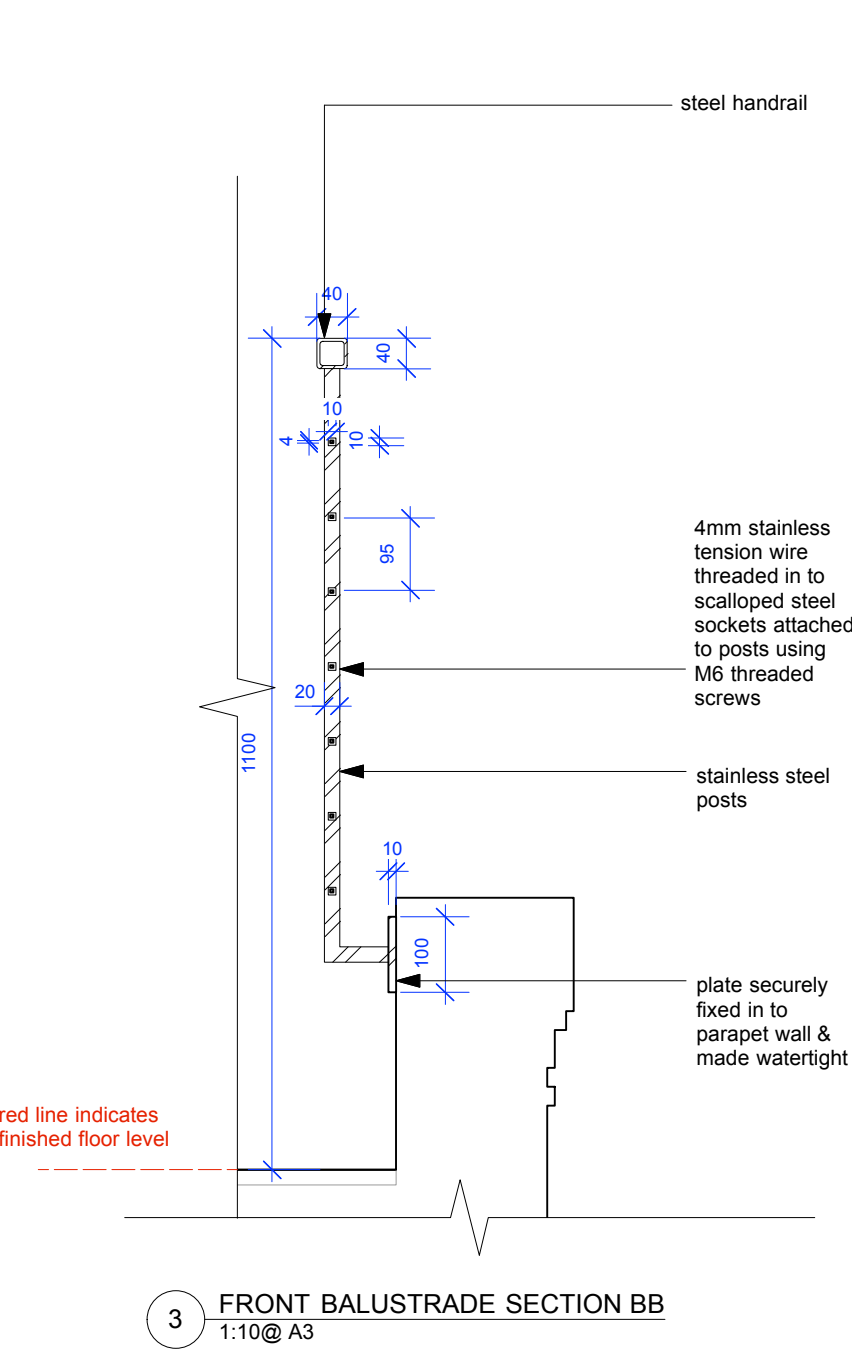 steel handrail
40
40
10
4
10
95
4mm stainless
tension wire
threaded in to
scalloped steel
sockets attached
to posts using
M6 threaded
screws
20
1100
stainless steel
posts
10
100
plate securely
fixed in to
parapet wall &
made watertight
red line indicates
finished floor level
3
FRONT BALUSTRADE SECTION BB
1:10@ A3